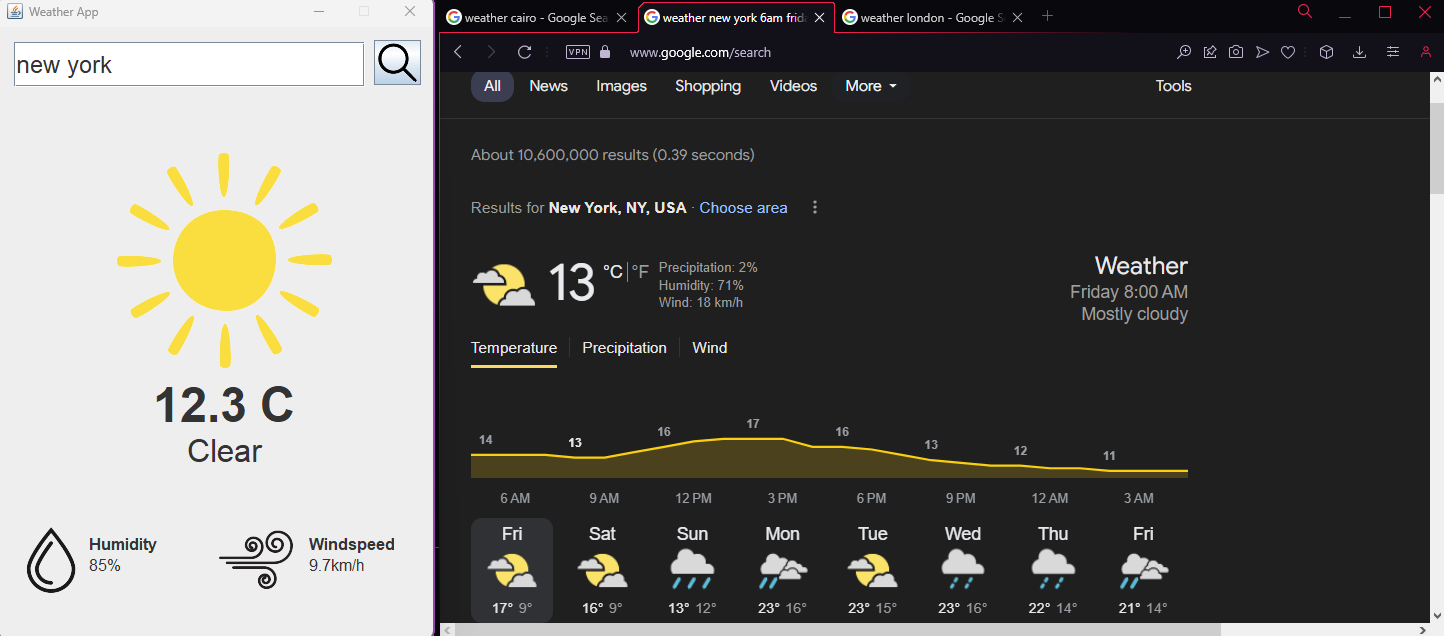 Weather App
new york
12.3 C
Clear
Humidity
85%
Windspeed
9.7km/h
weather cairo - Google Sea
weather new york 6am frid
weather london - Google S
VPN
www.google.com/search
All News Images Shopping Videos More Tools
About 10,600,000 results (0.39 seconds)
Results for New York, NY, USA · Choose area
13 °C | °F
Precipitation: 2%
Humidity: 71%
Wind: 18 km/h
Weather
Friday 8:00 AM
Mostly cloudy
Temperature Precipitation Wind
14 13 16 17 16 13 12 11
6 AM 9 AM 12 PM 3 PM 6 PM 9 PM 12 AM 3 AM
Fri Sat Sun Mon Tue Wed Thu Fri
17° 9° 16° 9° 13° 12° 23° 16° 23° 15° 23° 16° 22° 14° 21° 14°